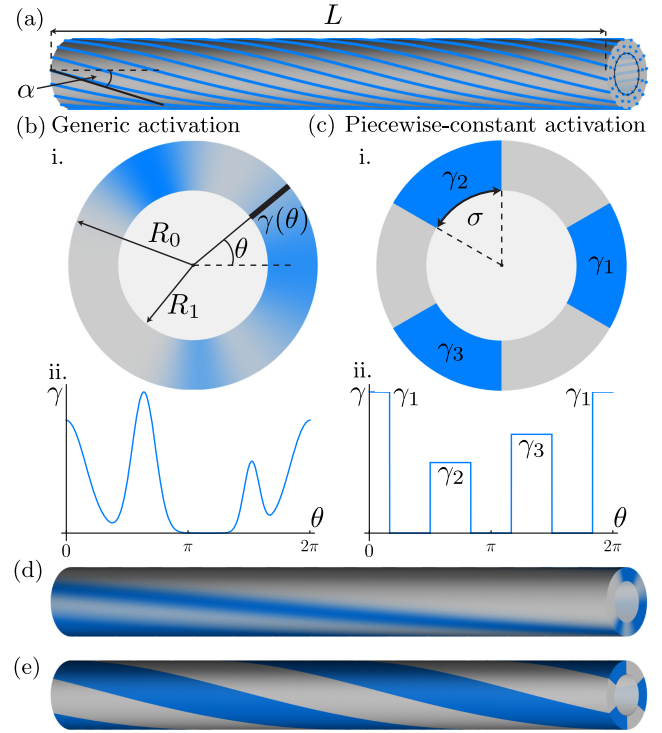 (a) L
α
(b) Generic activation (c) Piecewise-constant activation
i. i.
γ(θ) R₀ θ R₁
γ₂ σ γ₁ γ₃
ii. ii.
γ γ γ₁ γ₁
γ₂ γ₃
0 π 2π θ 0 π 2π θ
(d)
(e)